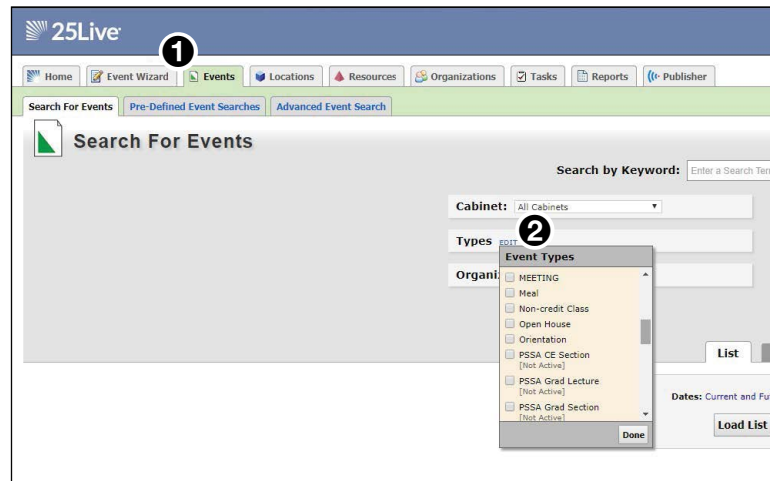 25Live
1
Home Event Wizard Events Locations Resources Organizations Tasks Reports Publisher
Search For Events Pre-Defined Event Searches Advanced Event Search
Search For Events
Search by Keyword: Enter a Search Ter
Cabinet: All Cabinets
Types EDIT 2
Event Types
Organiz
MEETING
Meal
Non-credit Class
Open House
Orientation
PSSA CE Section
[Not Active]
PSSA Grad Lecture
[Not Active]
PSSA Grad Section
[Not Active]
Done
List
Dates: Current and Fu
Load List